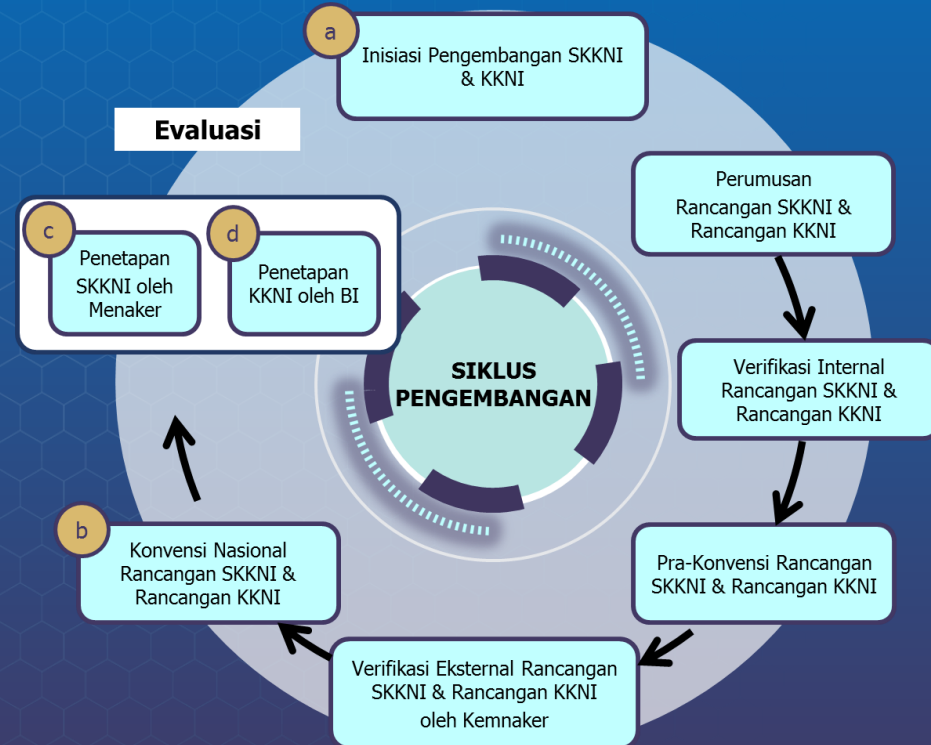 a
Inisiasi Pengembangan SKKNI
& KKNI
Evaluasi
Perumusan
Rancangan SKKNI &
Rancangan KKNI
c
Penetapan
SKKNI oleh
Menaker
d
Penetapan
KKNI oleh BI
SIKLUS
PENGEMBANGAN
Verifikasi Internal
Rancangan SKKNI &
Rancangan KKNI
b
Konvensi Nasional
Rancangan SKKNI &
Rancangan KKNI
Pra-Konvensi Rancangan
SKKNI & Rancangan KKNI
Verifikasi Eksternal Rancangan
SKKNI & Rancangan KKNI
oleh Kemnaker